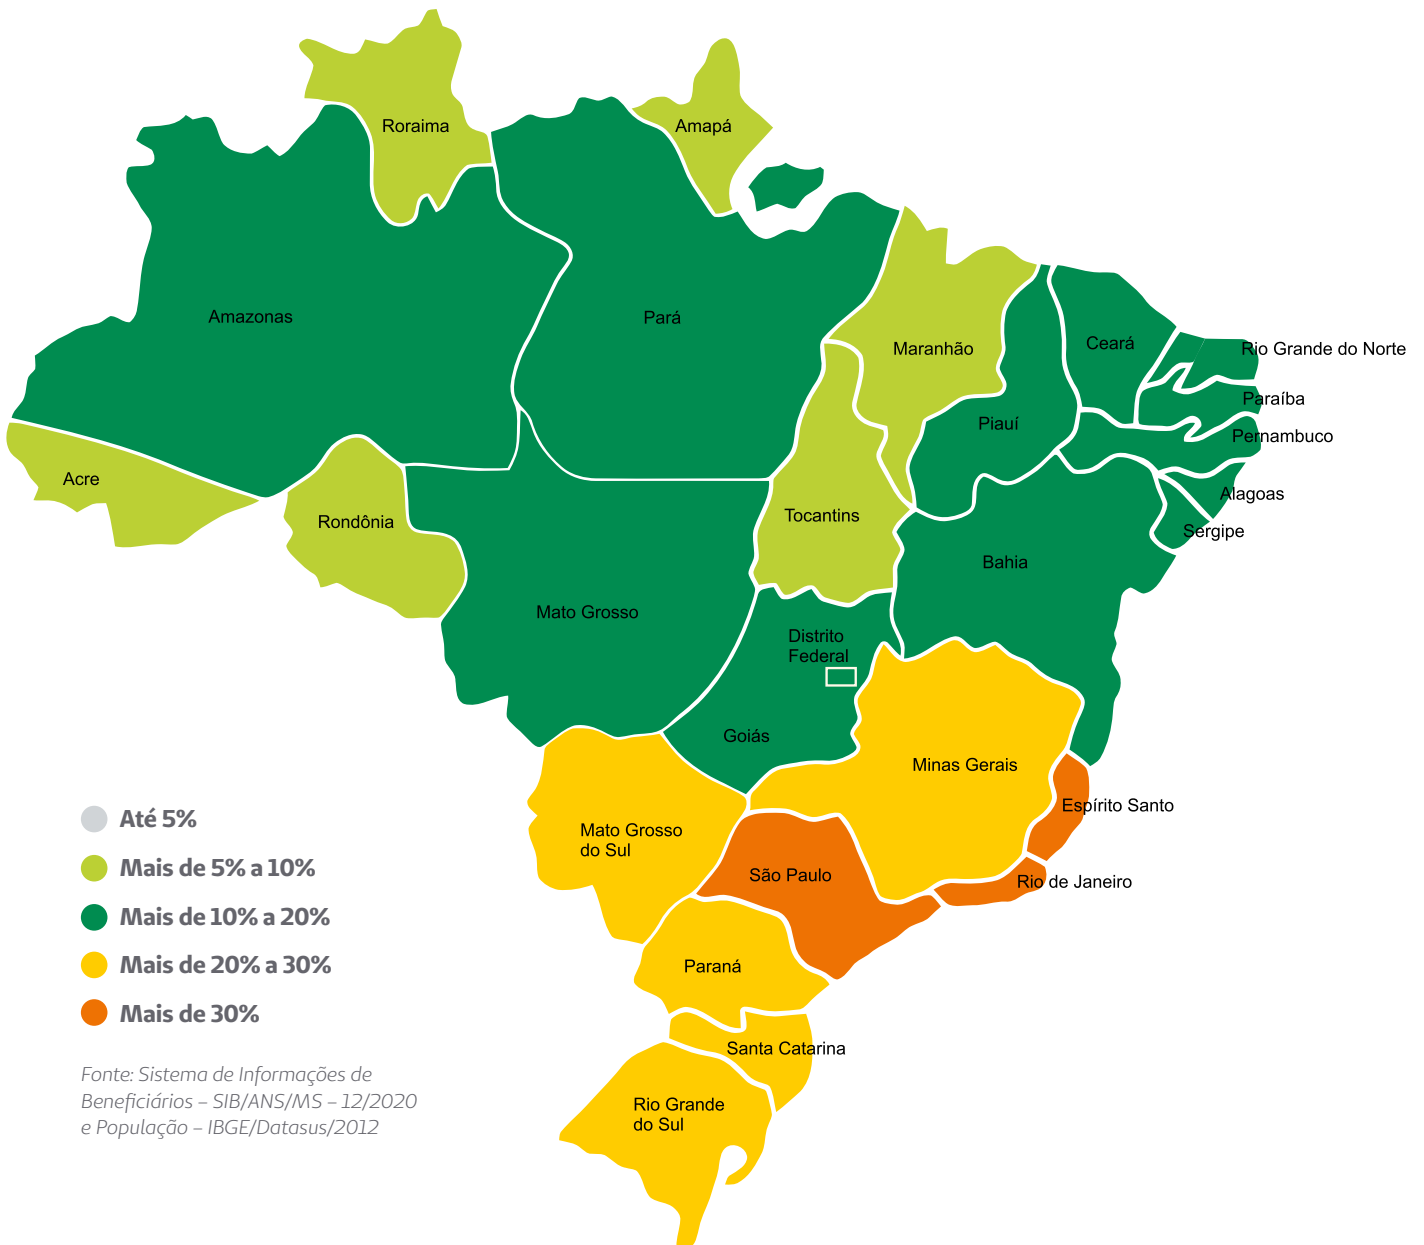 Roraima
Amapá
Amazonas
Pará
Maranhão
Ceará
Rio Grande do Norte
Paraíba
Piauí
Pernambuco
Acre
Alagoas
Rondônia
Tocantins
Sergipe
Bahia
Mato Grosso
Distrito
Federal
Goiás
Minas Gerais
Espírito Santo
Mato Grosso
do Sul
São Paulo
Rio de Janeiro
Paraná
Santa Catarina
Rio Grande
do Sul
Até 5%
Mais de 5% a 10%
Mais de 10% a 20%
Mais de 20% a 30%
Mais de 30%
Fonte: Sistema de Informações de
Beneficiários – SIB/ANS/MS – 12/2020
e População – IBGE/Datasus/2012